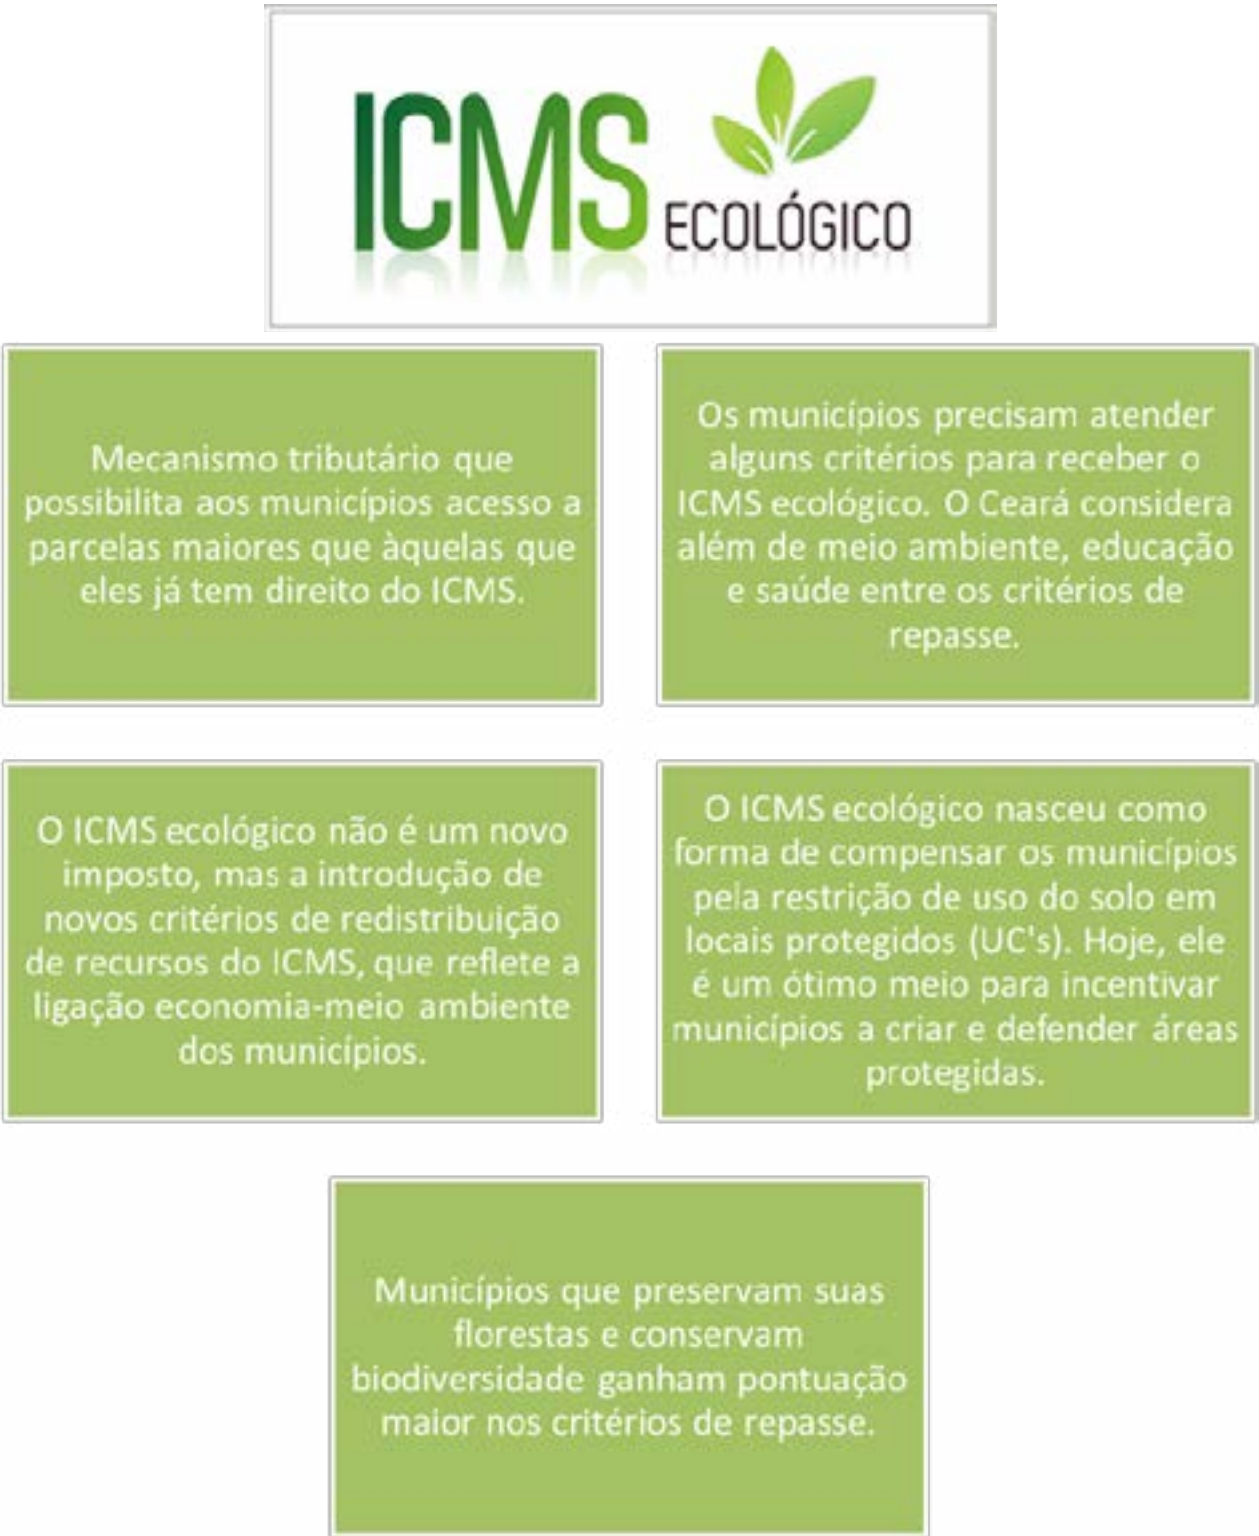 ICMS ECOLÓGICO
Mecanismo tributário que
possibilita aos municípios acesso a
parcelas maiores que àquelas que
eles já tem direito do ICMS.
Os municípios precisam atender
alguns critérios para receber o
ICMS ecológico. O Ceará considera
além de meio ambiente, educação
e saúde entre os critérios de
repasse.
O ICMS ecológico não é um novo
imposto, mas a introdução de
novos critérios de redistribuição
de recursos do ICMS, que reflete a
ligação economia-meio ambiente
dos municípios.
O ICMS ecológico nasceu como
forma de compensar os municípios
pela restrição de uso do solo em
locais protegidos (UC's). Hoje, ele
é um ótimo meio para incentivar
municípios a criar e defender áreas
protegidas.
Municípios que preservam suas
florestas e conservam
biodiversidade ganham pontuação
maior nos critérios de repasse.